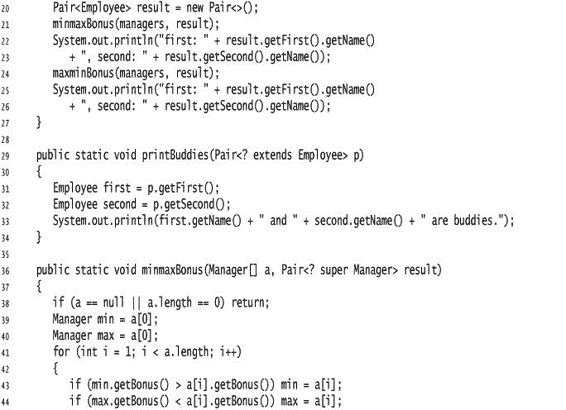 20 Pair<Employee> result = new Pair<>();
21 minmaxBonus(managers, result);
22 System.out.println("first: " + result.getFirst().getName()
23 + ", second: " + result.getSecond().getName());
24 maxminBonus(managers, result);
25 System.out.println("first: " + result.getFirst().getName()
26 + ", second: " + result.getSecond().getName());
27 }
28
29 public static void printBuddies(Pair<? extends Employee> p)
30 {
31 Employee first = p.getFirst();
32 Employee second = p.getSecond();
33 System.out.println(first.getName() + " and " + second.getName() + " are buddies.");
34 }
35
36 public static void minmaxBonus(Manager[] a, Pair<? super Manager> result)
37 {
38 if (a == null || a.length == 0) return;
39 Manager min = a[0];
40 Manager max = a[0];
41 for (int i = 1; i < a.length; i++)
42 {
43 if (min.getBonus() > a[i].getBonus()) min = a[i];
44 if (max.getBonus() < a[i].getBonus()) max = a[i];